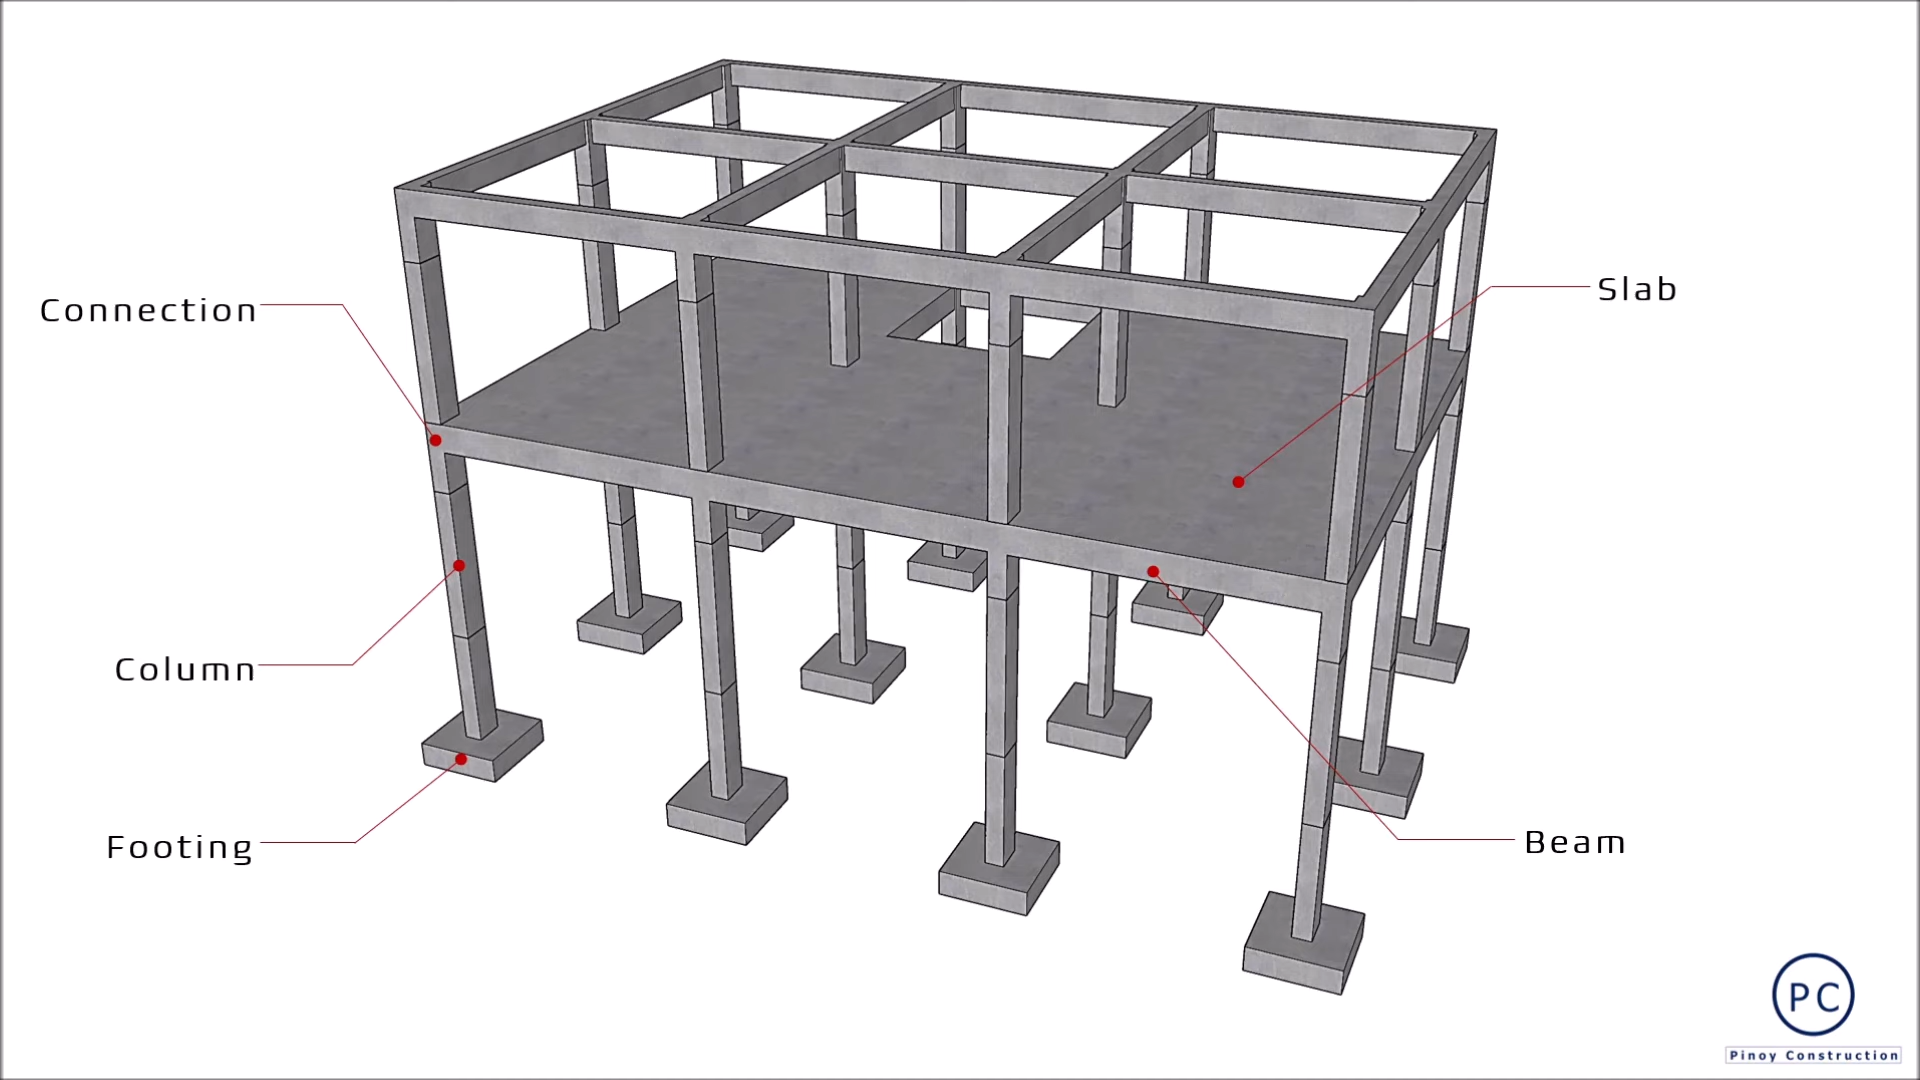 Connection
Slab
Column
Footing
Beam
PC
Pinoy Construction